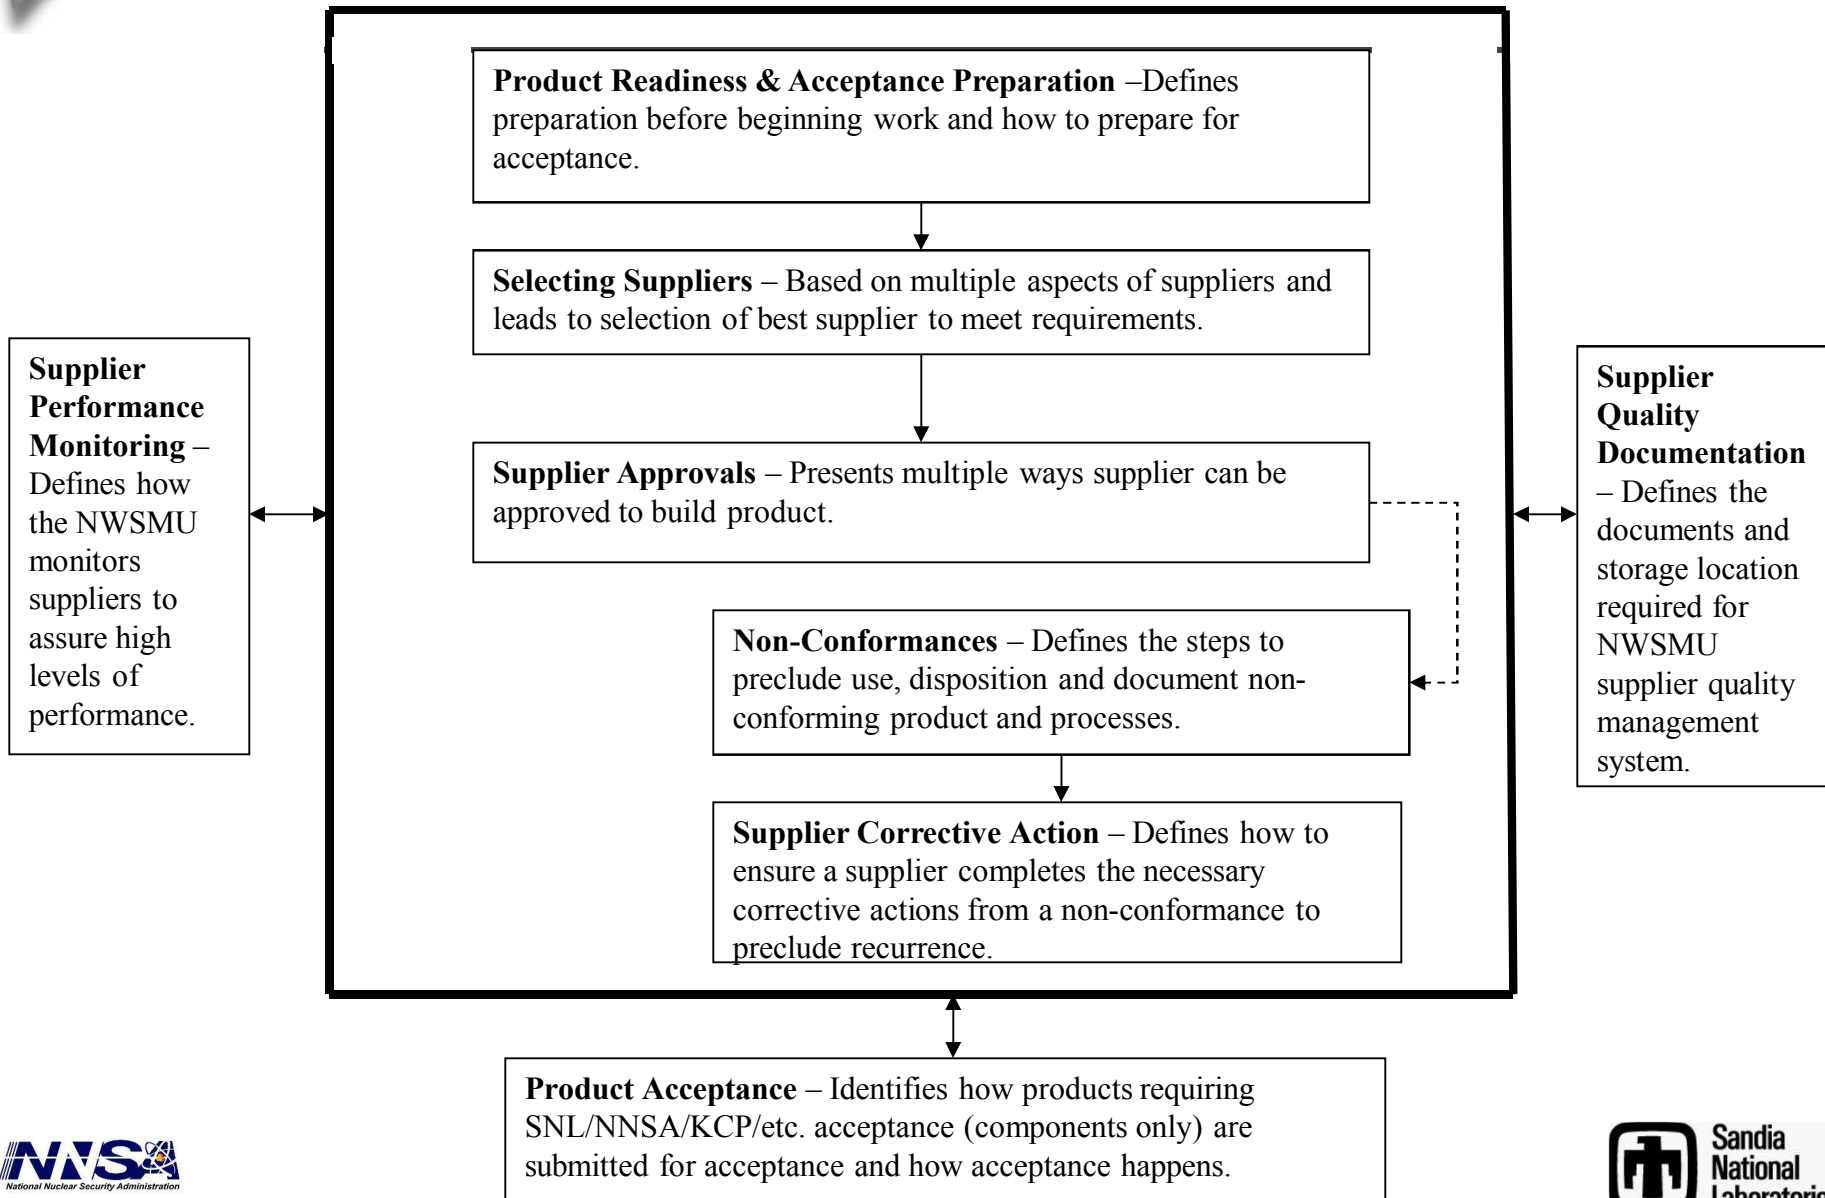 Product Readiness & Acceptance Preparation –Defines
preparation before beginning work and how to prepare for
acceptance.
Selecting Suppliers – Based on multiple aspects of suppliers and
leads to selection of best supplier to meet requirements.
Supplier
Performance
Monitoring –
Defines how
the NWSMU
monitors
suppliers to
assure high
levels of
performance.
Supplier Approvals – Presents multiple ways supplier can be
approved to build product.
Non-Conformances – Defines the steps to
preclude use, disposition and document non-
conforming product and processes.
Supplier Corrective Action – Defines how to
ensure a supplier completes the necessary
corrective actions from a non-conformance to
preclude recurrence.
Supplier
Quality
Documentation
– Defines the
documents and
storage location
required for
NWSMU
supplier quality
management
system.
Product Acceptance – Identifies how products requiring
SNL/NNSA/KCP/etc. acceptance (components only) are
submitted for acceptance and how acceptance happens.
NNSA
National Nuclear Security Administration
Sandia
National